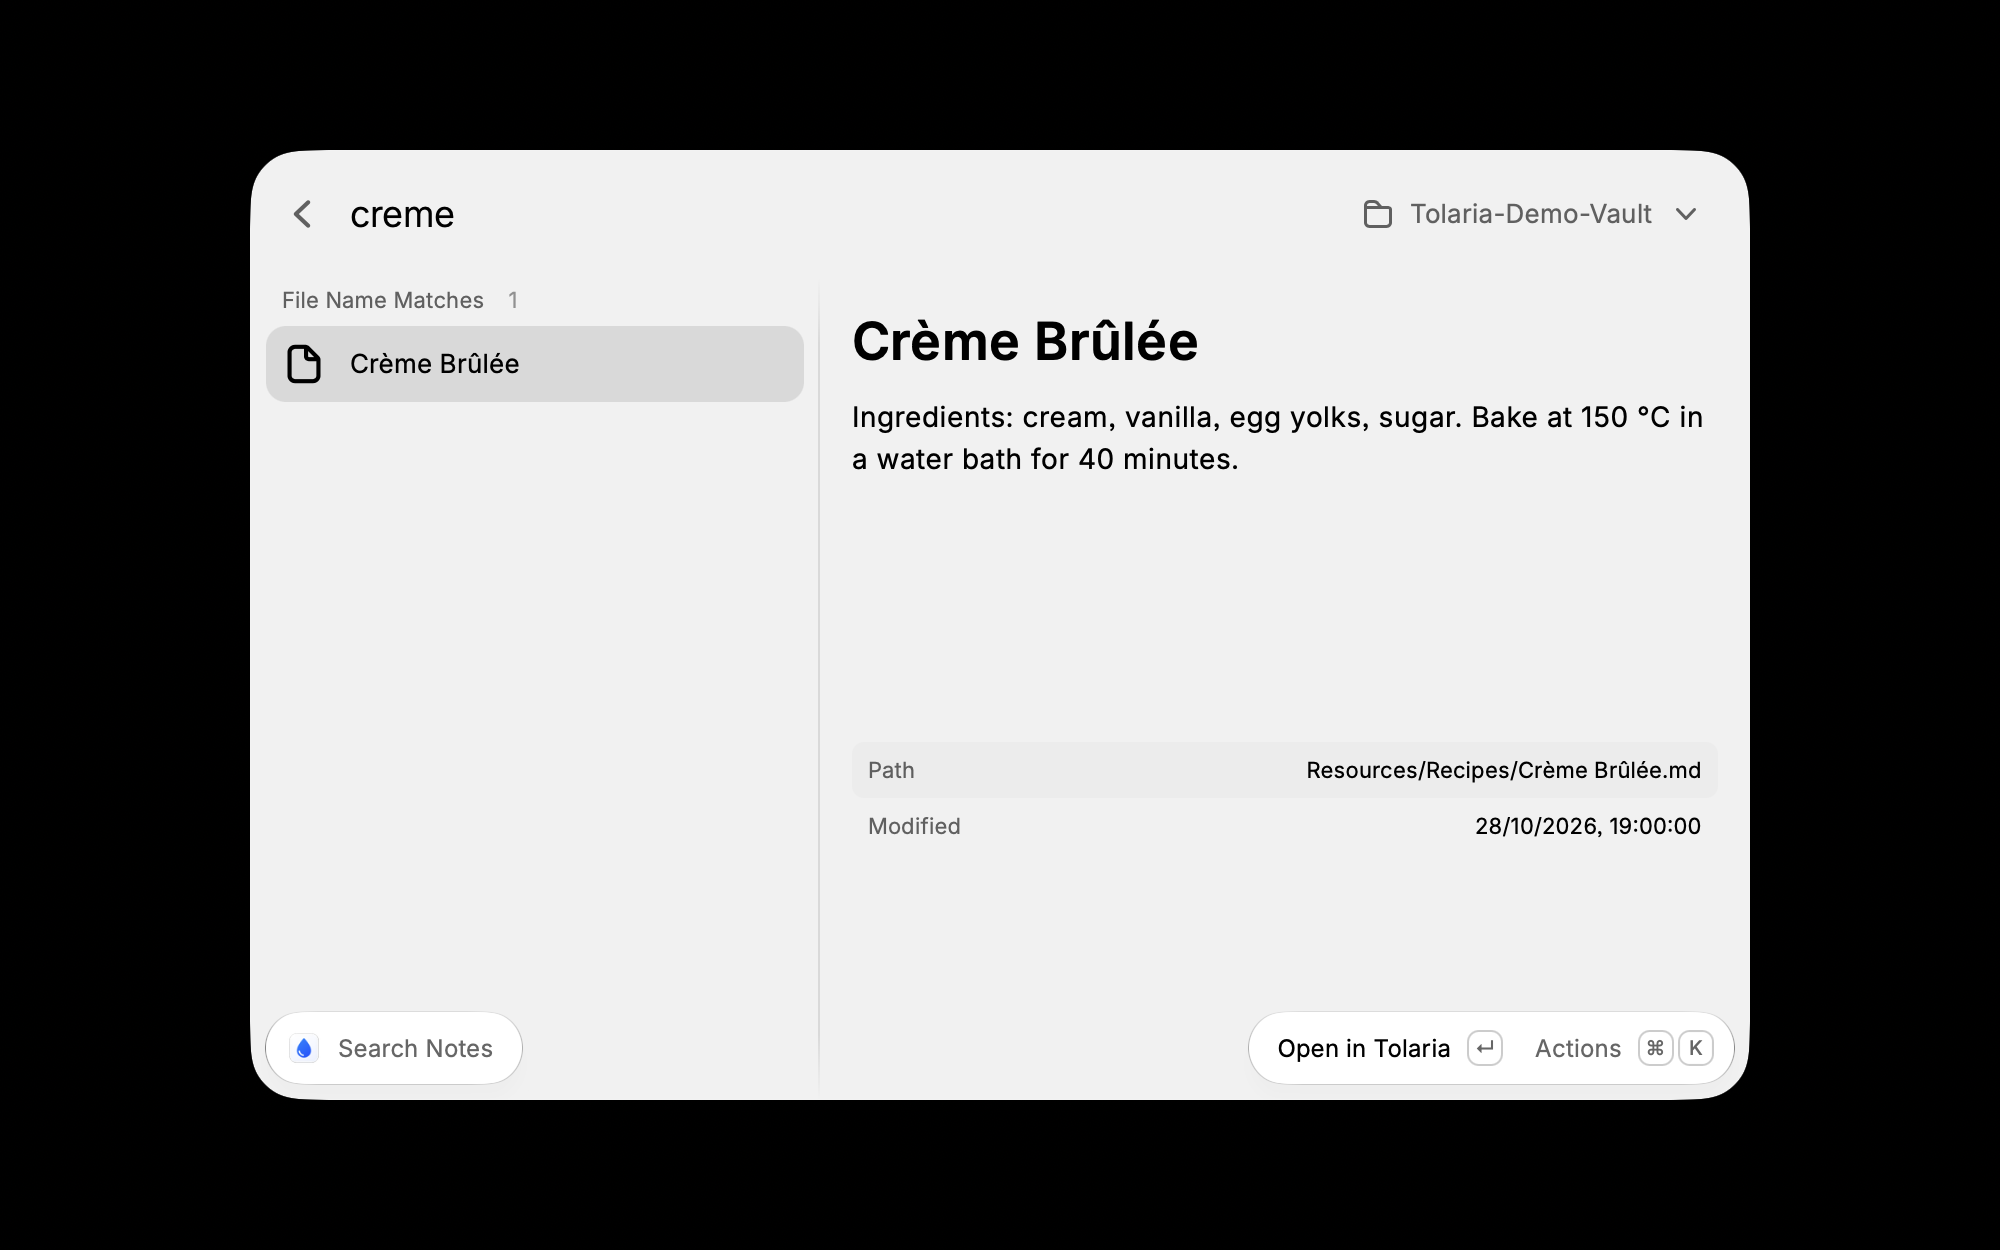 creme
Tolaria-Demo-Vault
File Name Matches 1
Crème Brûlée
Crème Brûlée
Ingredients: cream, vanilla, egg yolks, sugar. Bake at 150 °C in
a water bath for 40 minutes.
Path Resources/Recipes/Crème Brûlée.md
Modified 28/10/2026, 19:00:00
Search Notes
Open in Tolaria ↵ Actions ⌘ K